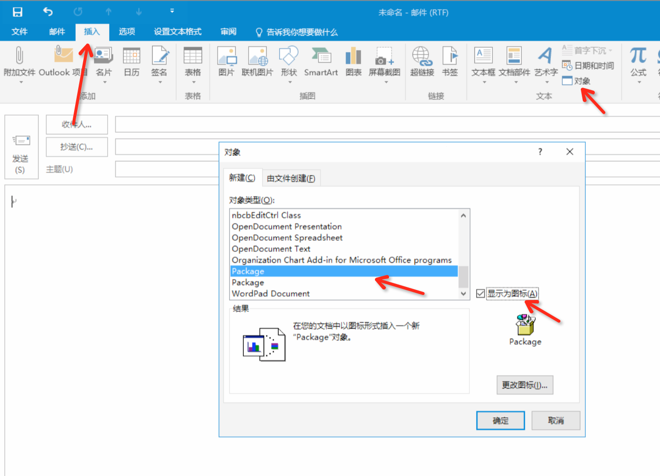 未命名 - 邮件 (RTF)
文件 邮件 插入 选项 设置文本格式 审阅 告诉我你想要做什么
附加文件 Outlook 项目 名片 日历 签名 表格 图片 联机图片 形状 SmartArt 图表 屏幕截图 超链接 书签 文本框 文档部件 艺术字 首字下沉 公式
日期和时间
对象
添加 表格 插图 链接 文本
收件人...
抄送(C)...
主题(U)
发送
(S)
对象
新建(C) 由文件创建(F)
对象类型(O):
nbcbEditCtrl Class
OpenDocument Presentation
OpenDocument Spreadsheet
OpenDocument Text
Organization Chart Add-in for Microsoft Office programs
Package
Package
WordPad Document
显示为图标(A)
结果
在您的文档中以图标形式插入一个新
"Package"对象。
Package
更改图标(I)...
确定 取消